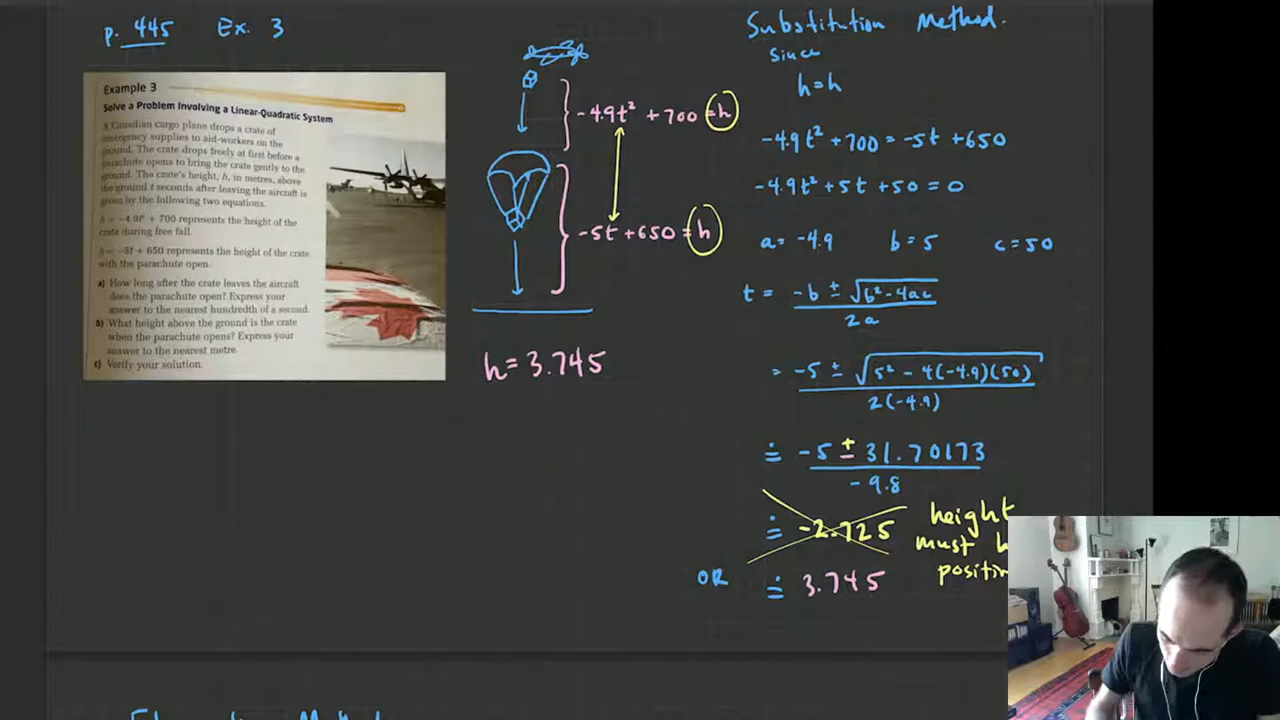 p. 445 Ex. 3
Example 3
Solve a Problem Involving a Linear-Quadratic System
A Canadian cargo plane drops a crate of
emergency supplies to aid-workers on the
ground. The crate drops freely at first before a
parachute opens to bring the crate gently to the
ground. The crate's height, h, in metres, above
the ground t seconds after leaving the aircraft is
given by the following two equations.
h = −4.9t² + 700 represents the height of the
crate during free fall.
h = −5t + 650 represents the height of the crate
with the parachute open.
a) How long after the crate leaves the aircraft
does the parachute open? Express your
answer to the nearest hundredth of a second.
b) What height above the ground is the crate
when the parachute opens? Express your
answer to the nearest metre.
c) Verify your solution.
-4.9t² + 700 = h
-5t + 650 = h
h = 3.745
Substitution Method.
since
h = h
-4.9t² + 700 = -5t + 650
-4.9t² + 5t + 50 = 0
a = -4.9 b = 5 c = 50
t = -b ± √b² - 4ac
2a
= -5 ± √5² - 4(-4.9)(50)
2(-4.9)
≐ -5 ± 31.70173
-9.8
≐ -2.725 height
must
OR ≐ 3.745